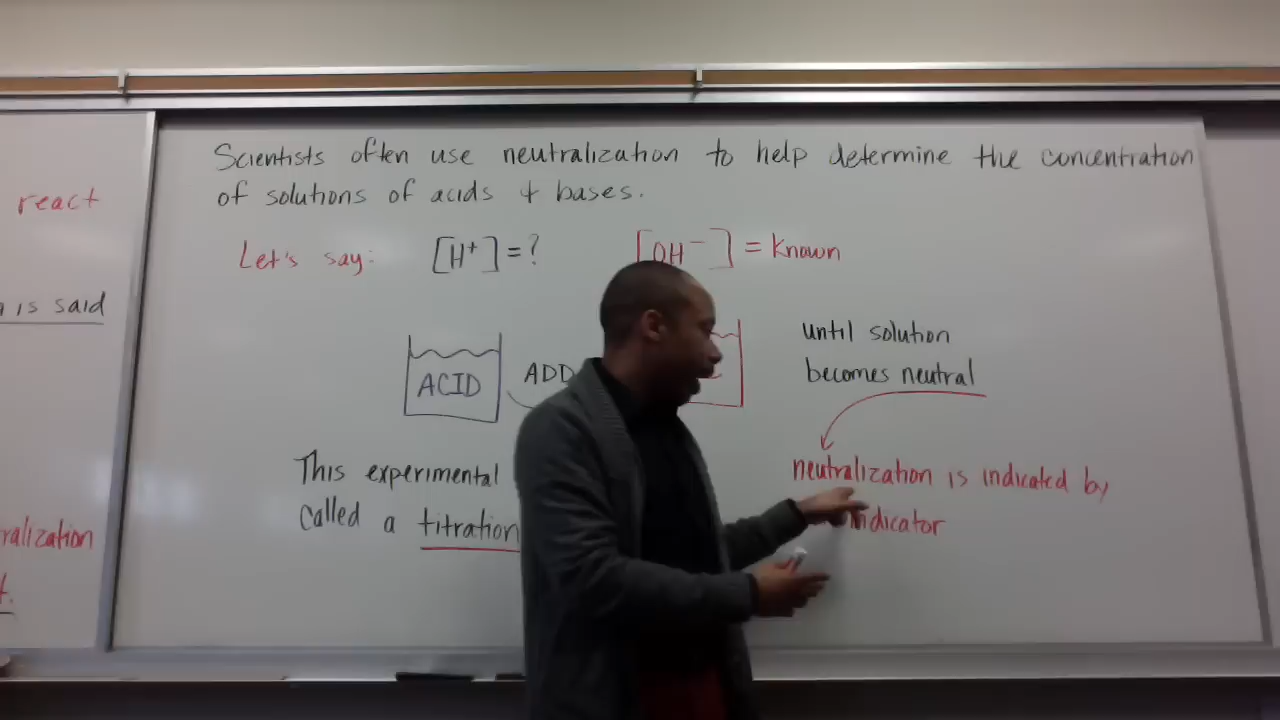 react
is said
ralization
Scientists often use neutralization to help determine the concentration
of solutions of acids & bases.
Let's say: [H+] = ? [OH−] = Known
ACID ADD
until solution
becomes neutral
This experimental
called a titration
neutralization is indicated by
indicator